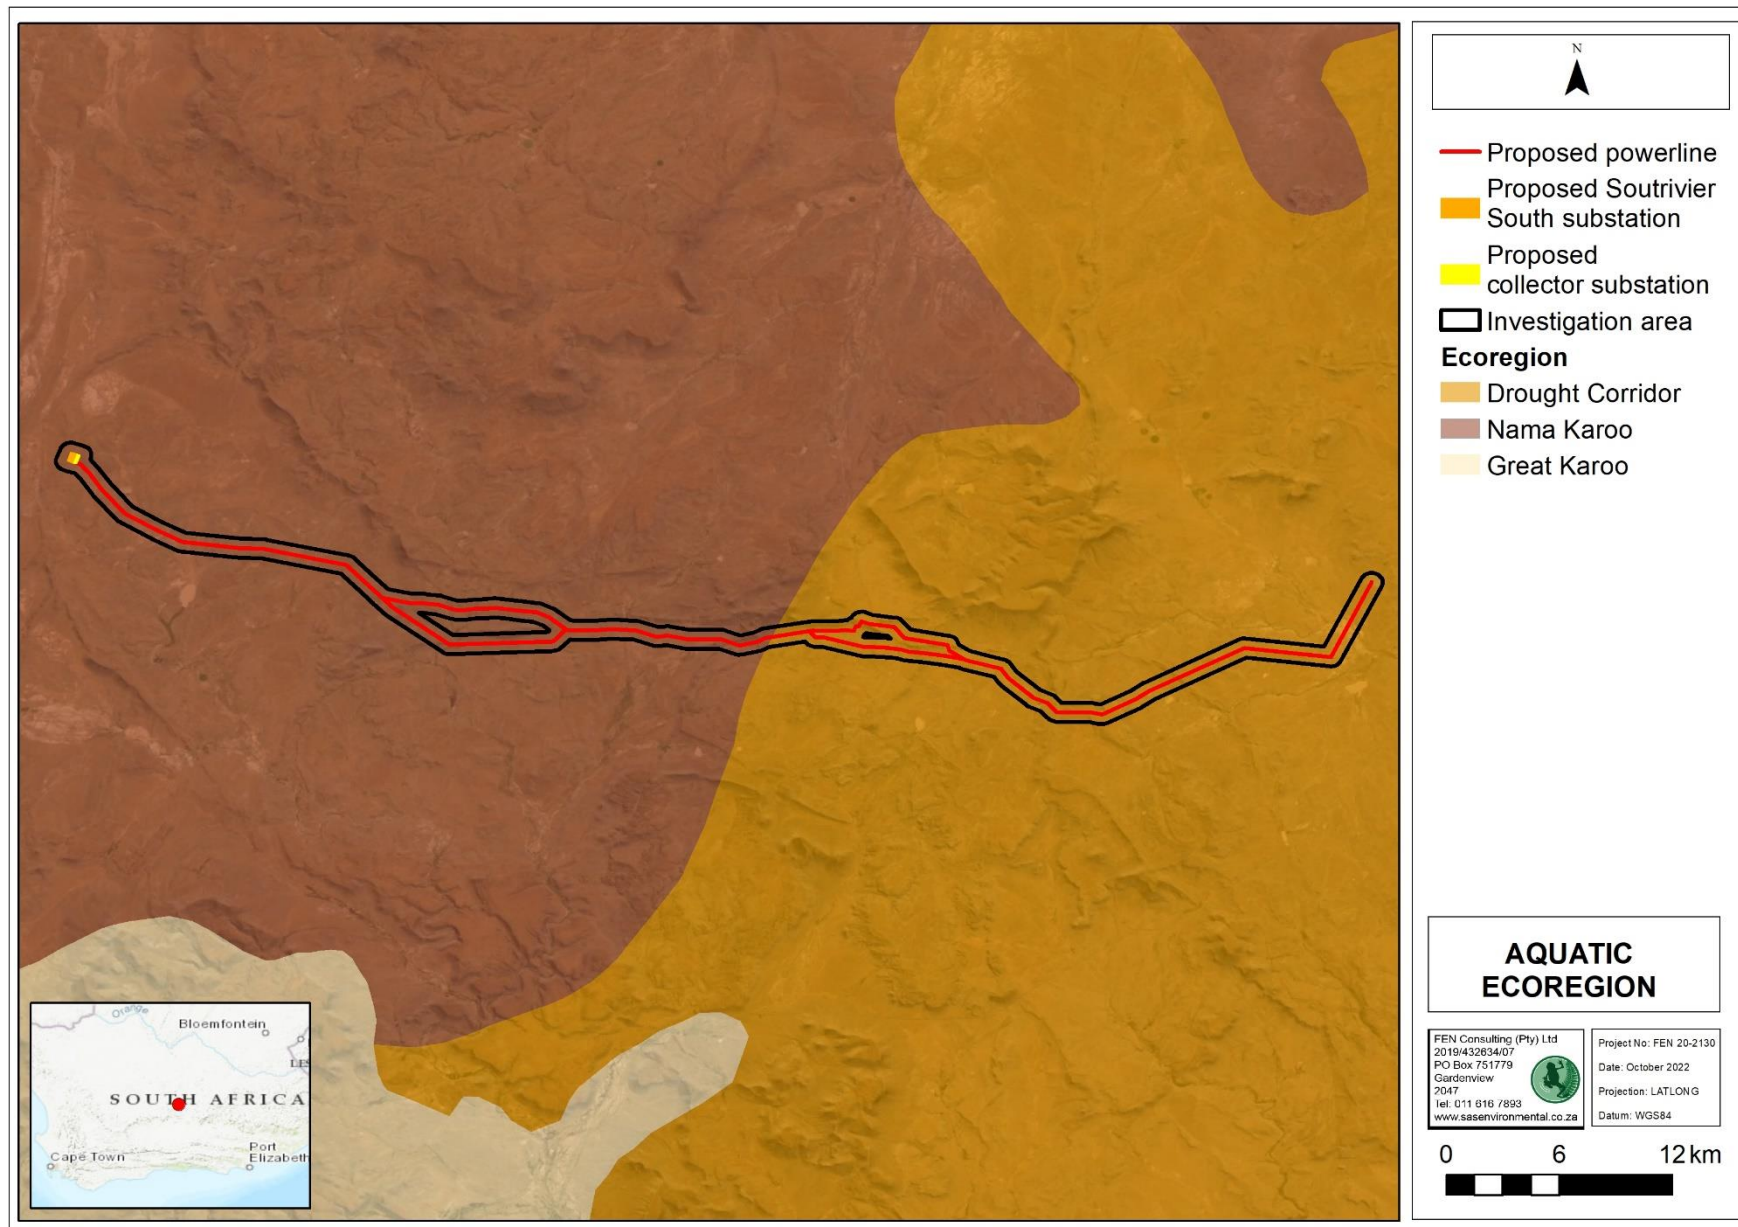 N
Proposed powerline
Proposed Soutrivier
South substation
Proposed
collector substation
Investigation area
Ecoregion
Drought Corridor
Nama Karoo
Great Karoo
AQUATIC
ECOREGION
FEN Consulting (Pty) Ltd
2019/432634/07
PO Box 751779
Gardenview
2047
Tel: 011 616 7893
www.sasenvironmental.co.za
Project No: FEN 20-2130
Date: October 2022
Projection: LATLONG
Datum: WGS84
0 6 12 km
Orange
Bloemfontein
LES
SOUTH AFRICA
Port
Elizabeth
Cape Town